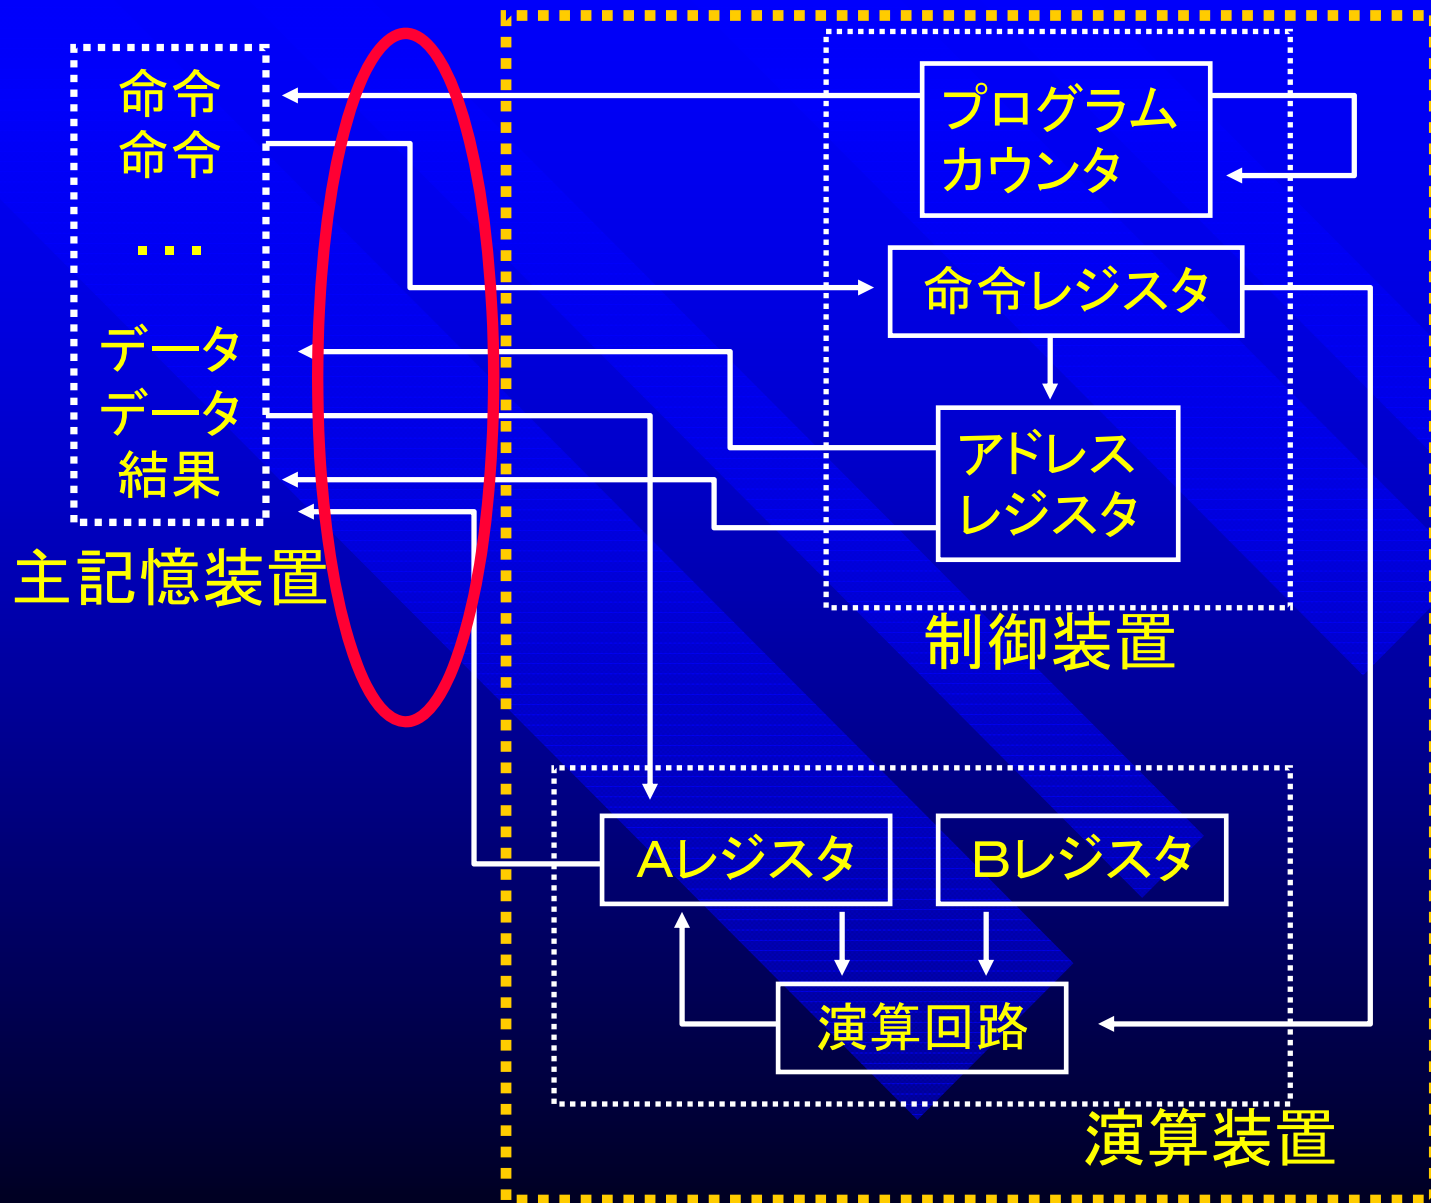 命令
命令
・・・
データ
データ
結果
主記憶装置
プログラム
カウンタ
命令レジスタ
アドレス
レジスタ
制御装置
Aレジスタ
Bレジスタ
演算回路
演算装置